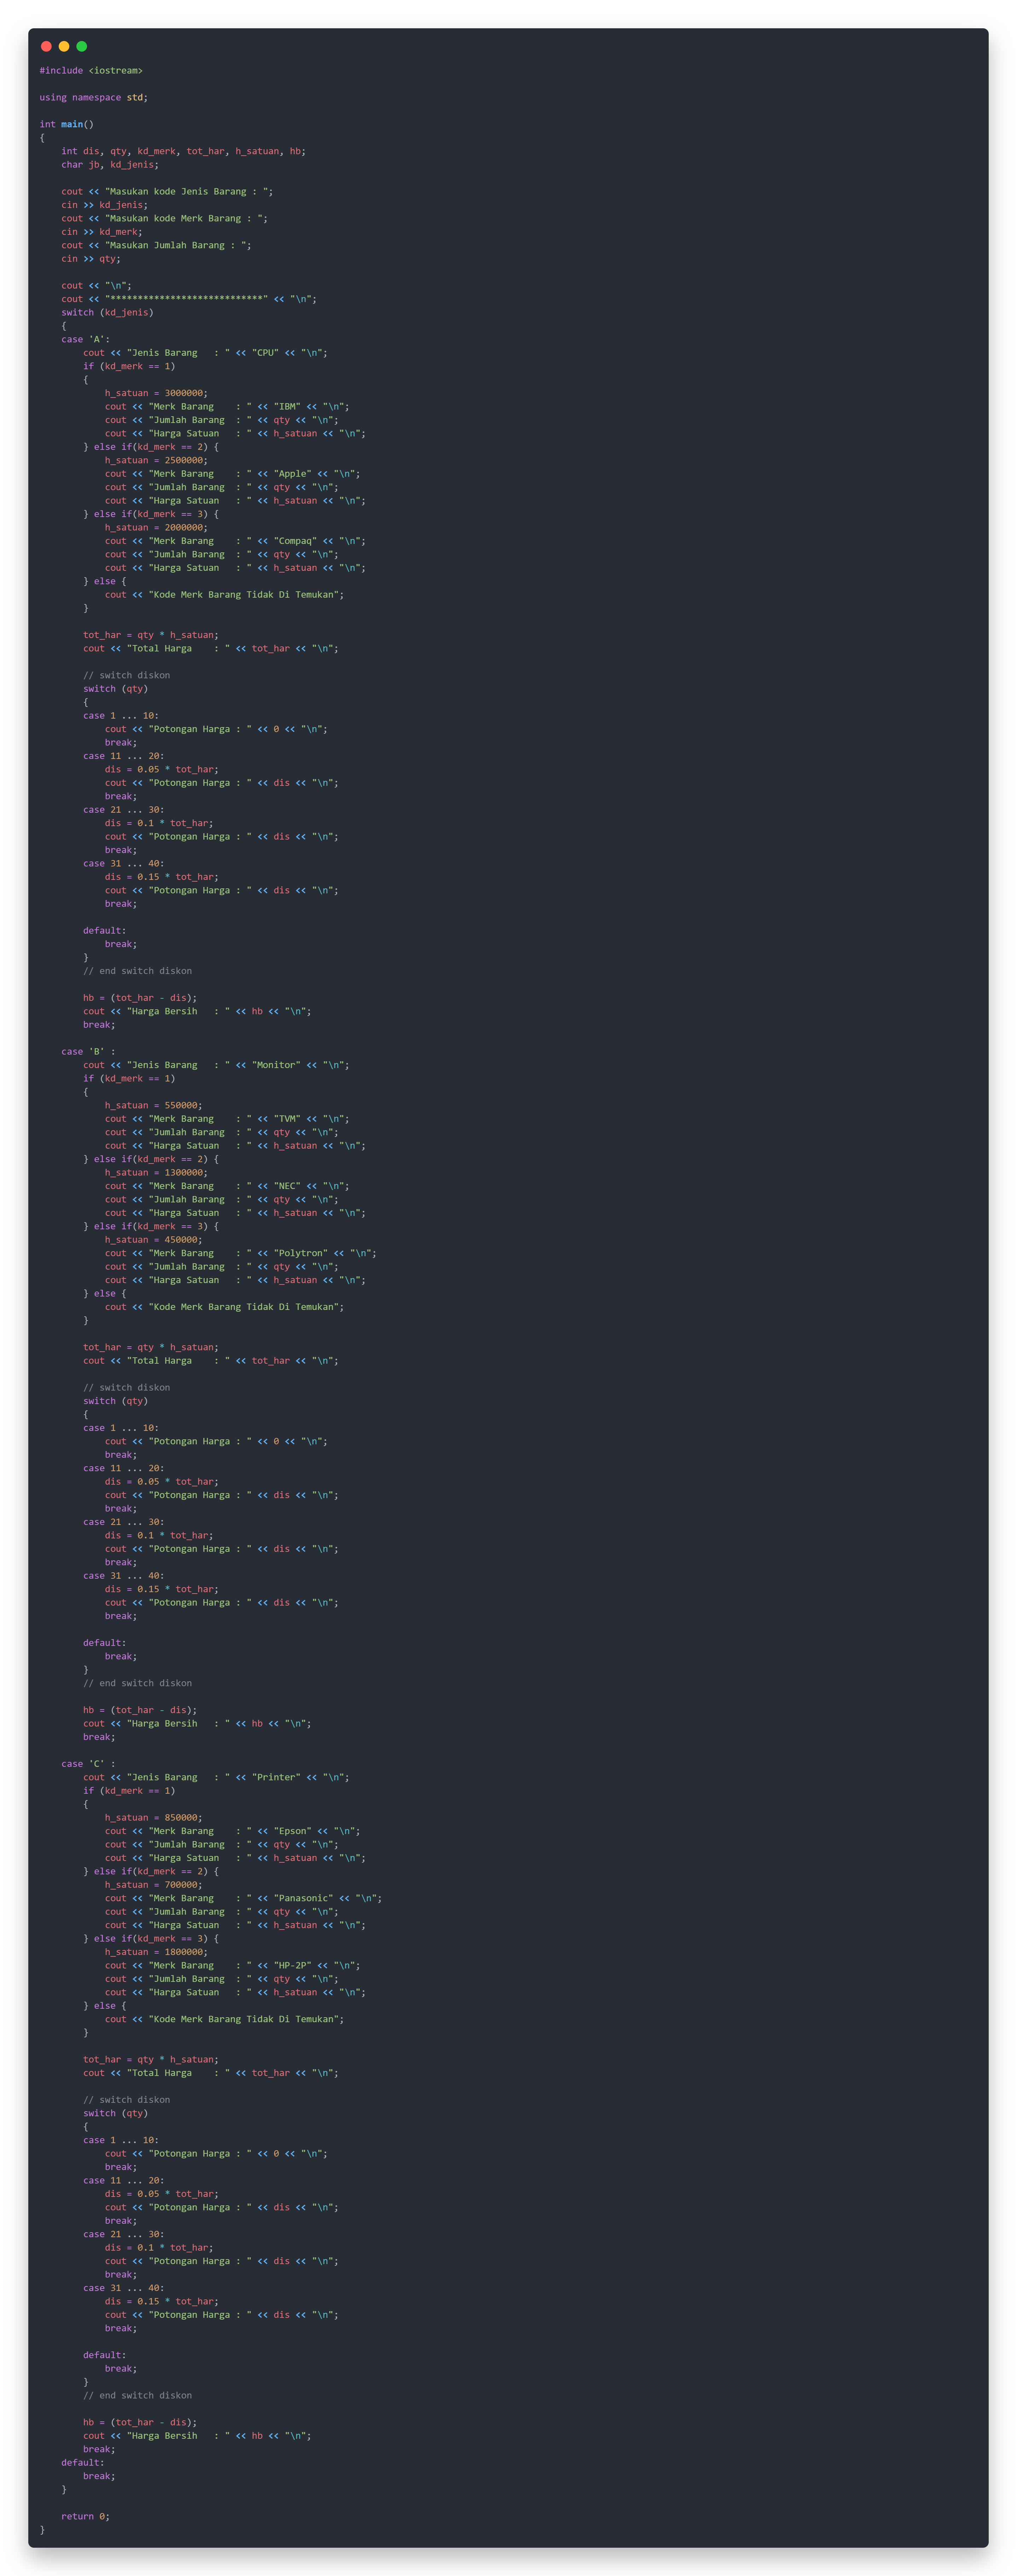 #include <iostream>

using namespace std;

int main()
{
    int dis, qty, kd_merk, tot_har, h_satuan, hb;
    char jb, kd_jenis;

    cout << "Masukan kode Jenis Barang : ";
    cin >> kd_jenis;
    cout << "Masukan kode Merk Barang : ";
    cin >> kd_merk;
    cout << "Masukan Jumlah Barang : ";
    cin >> qty;

    cout << "\n";
    cout << "****************************" << "\n";
    switch (kd_jenis)
    {
    case 'A':
        cout << "Jenis Barang   : " << "CPU" << "\n";
        if (kd_merk == 1)
        {
            h_satuan = 3000000;
            cout << "Merk Barang    : " << "IBM" << "\n";
            cout << "Jumlah Barang  : " << qty << "\n";
            cout << "Harga Satuan   : " << h_satuan << "\n";
        } else if(kd_merk == 2) {
            h_satuan = 2500000;
            cout << "Merk Barang    : " << "Apple" << "\n";
            cout << "Jumlah Barang  : " << qty << "\n";
            cout << "Harga Satuan   : " << h_satuan << "\n";
        } else if(kd_merk == 3) {
            h_satuan = 2000000;
            cout << "Merk Barang    : " << "Compaq" << "\n";
            cout << "Jumlah Barang  : " << qty << "\n";
            cout << "Harga Satuan   : " << h_satuan << "\n";
        } else {
            cout << "Kode Merk Barang Tidak Di Temukan";
        }

        tot_har = qty * h_satuan;
        cout << "Total Harga    : " << tot_har << "\n";

        // switch diskon
        switch (qty)
        {
        case 1 ... 10:
            cout << "Potongan Harga : " << 0 << "\n";
            break;
        case 11 ... 20:
            dis = 0.05 * tot_har;
            cout << "Potongan Harga : " << dis << "\n";
            break;
        case 21 ... 30:
            dis = 0.1 * tot_har;
            cout << "Potongan Harga : " << dis << "\n";
            break;
        case 31 ... 40:
            dis = 0.15 * tot_har;
            cout << "Potongan Harga : " << dis << "\n";
            break;

        default:
            break;
        }
        // end switch diskon

        hb = (tot_har - dis);
        cout << "Harga Bersih   : " << hb << "\n";
        break;

    case 'B' :
        cout << "Jenis Barang   : " << "Monitor" << "\n";
        if (kd_merk == 1)
        {
            h_satuan = 550000;
            cout << "Merk Barang    : " << "TVM" << "\n";
            cout << "Jumlah Barang  : " << qty << "\n";
            cout << "Harga Satuan   : " << h_satuan << "\n";
        } else if(kd_merk == 2) {
            h_satuan = 1300000;
            cout << "Merk Barang    : " << "NEC" << "\n";
            cout << "Jumlah Barang  : " << qty << "\n";
            cout << "Harga Satuan   : " << h_satuan << "\n";
        } else if(kd_merk == 3) {
            h_satuan = 450000;
            cout << "Merk Barang    : " << "Polytron" << "\n";
            cout << "Jumlah Barang  : " << qty << "\n";
            cout << "Harga Satuan   : " << h_satuan << "\n";
        } else {
            cout << "Kode Merk Barang Tidak Di Temukan";
        }

        tot_har = qty * h_satuan;
        cout << "Total Harga    : " << tot_har << "\n";

        // switch diskon
        switch (qty)
        {
        case 1 ... 10:
            cout << "Potongan Harga : " << 0 << "\n";
            break;
        case 11 ... 20:
            dis = 0.05 * tot_har;
            cout << "Potongan Harga : " << dis << "\n";
            break;
        case 21 ... 30:
            dis = 0.1 * tot_har;
            cout << "Potongan Harga : " << dis << "\n";
            break;
        case 31 ... 40:
            dis = 0.15 * tot_har;
            cout << "Potongan Harga : " << dis << "\n";
            break;

        default:
            break;
        }
        // end switch diskon

        hb = (tot_har - dis);
        cout << "Harga Bersih   : " << hb << "\n";
        break;

    case 'C' :
        cout << "Jenis Barang   : " << "Printer" << "\n";
        if (kd_merk == 1)
        {
            h_satuan = 850000;
            cout << "Merk Barang    : " << "Epson" << "\n";
            cout << "Jumlah Barang  : " << qty << "\n";
            cout << "Harga Satuan   : " << h_satuan << "\n";
        } else if(kd_merk == 2) {
            h_satuan = 700000;
            cout << "Merk Barang    : " << "Panasonic" << "\n";
            cout << "Jumlah Barang  : " << qty << "\n";
            cout << "Harga Satuan   : " << h_satuan << "\n";
        } else if(kd_merk == 3) {
            h_satuan = 1800000;
            cout << "Merk Barang    : " << "HP-2P" << "\n";
            cout << "Jumlah Barang  : " << qty << "\n";
            cout << "Harga Satuan   : " << h_satuan << "\n";
        } else {
            cout << "Kode Merk Barang Tidak Di Temukan";
        }

        tot_har = qty * h_satuan;
        cout << "Total Harga    : " << tot_har << "\n";

        // switch diskon
        switch (qty)
        {
        case 1 ... 10:
            cout << "Potongan Harga : " << 0 << "\n";
            break;
        case 11 ... 20:
            dis = 0.05 * tot_har;
            cout << "Potongan Harga : " << dis << "\n";
            break;
        case 21 ... 30:
            dis = 0.1 * tot_har;
            cout << "Potongan Harga : " << dis << "\n";
            break;
        case 31 ... 40:
            dis = 0.15 * tot_har;
            cout << "Potongan Harga : " << dis << "\n";
            break;

        default:
            break;
        }
        // end switch diskon

        hb = (tot_har - dis);
        cout << "Harga Bersih   : " << hb << "\n";
        break;
    default:
        break;
    }

    return 0;
}